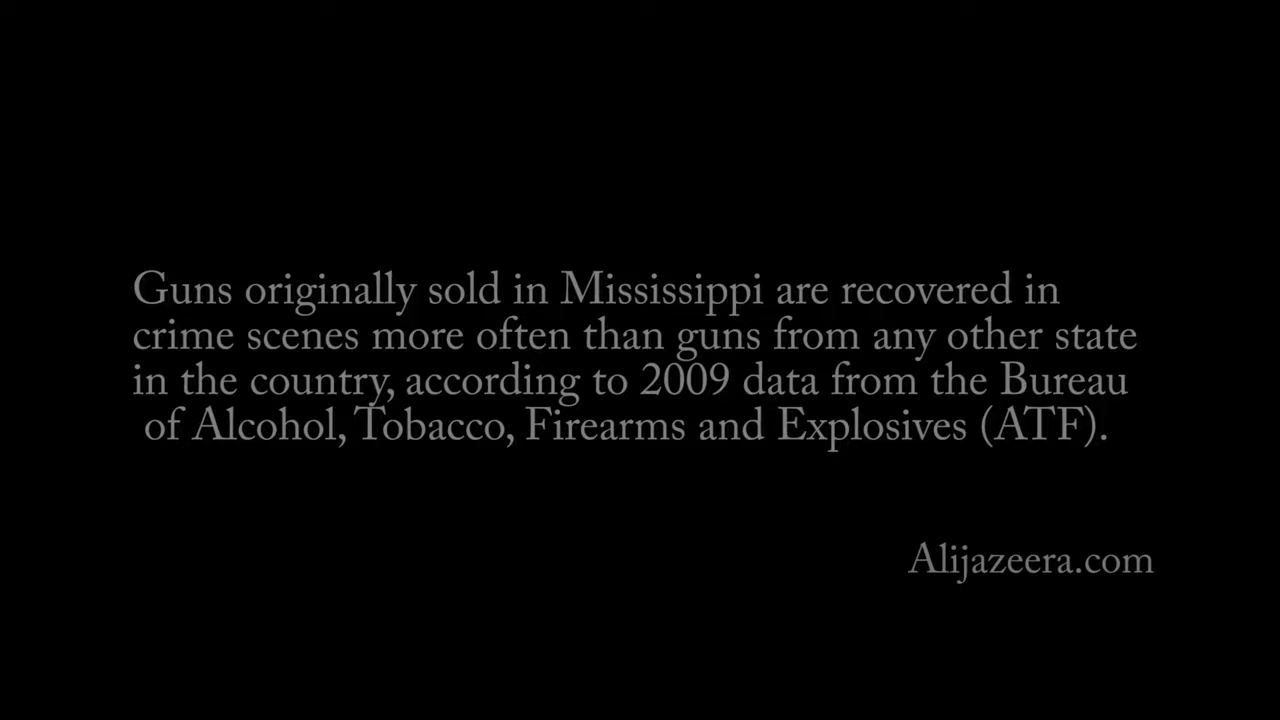 Guns originally sold in Mississippi are recovered in
crime scenes more often than guns from any other state
in the country, according to 2009 data from the Bureau
of Alcohol, Tobacco, Firearms and Explosives (ATF).
Alijazeera.com